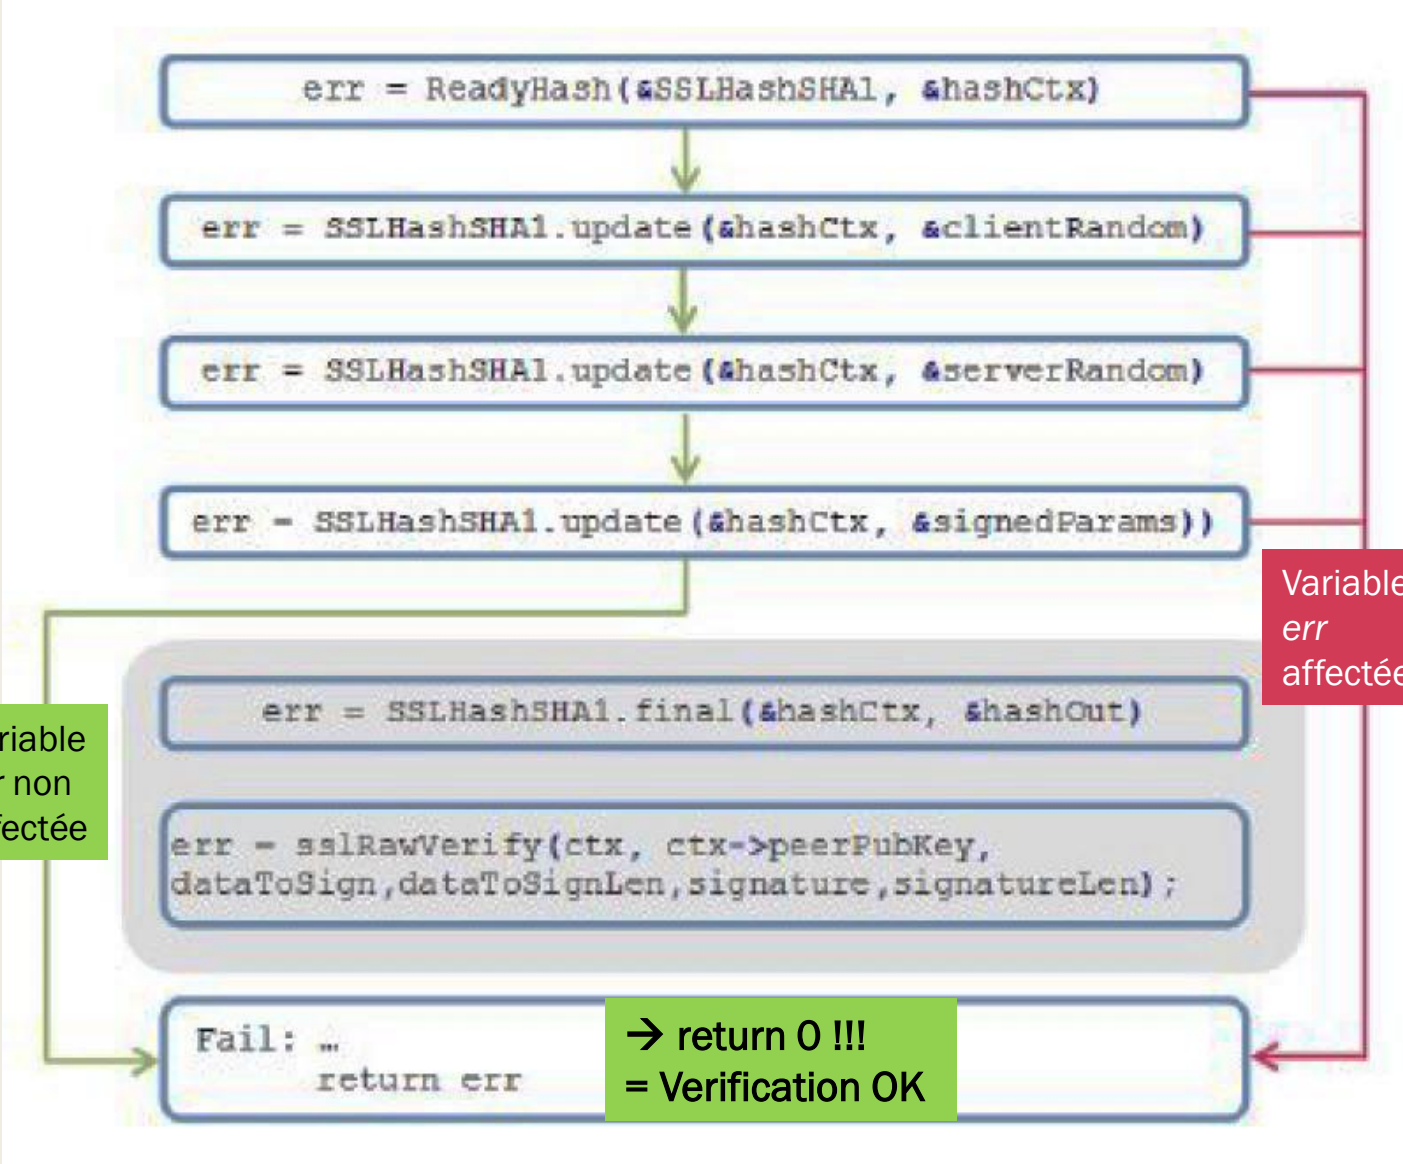 err = ReadyHash(&SSLHashSHA1, &hashCtx)
err = SSLHashSHA1.update(&hashCtx, &clientRandom)
err = SSLHashSHA1.update(&hashCtx, &serverRandom)
err = SSLHashSHA1.update(&hashCtx, &signedParams))
Variable
err
affectée
err = SSLHashSHA1.final(&hashCtx, &hashOut)
riable
r non
fectée
err = sslRawVerify(ctx, ctx->peerPubKey,
dataToSign,dataToSignLen,signature,signatureLen);
Fail: …
return err
→ return 0 !!!
= Verification OK